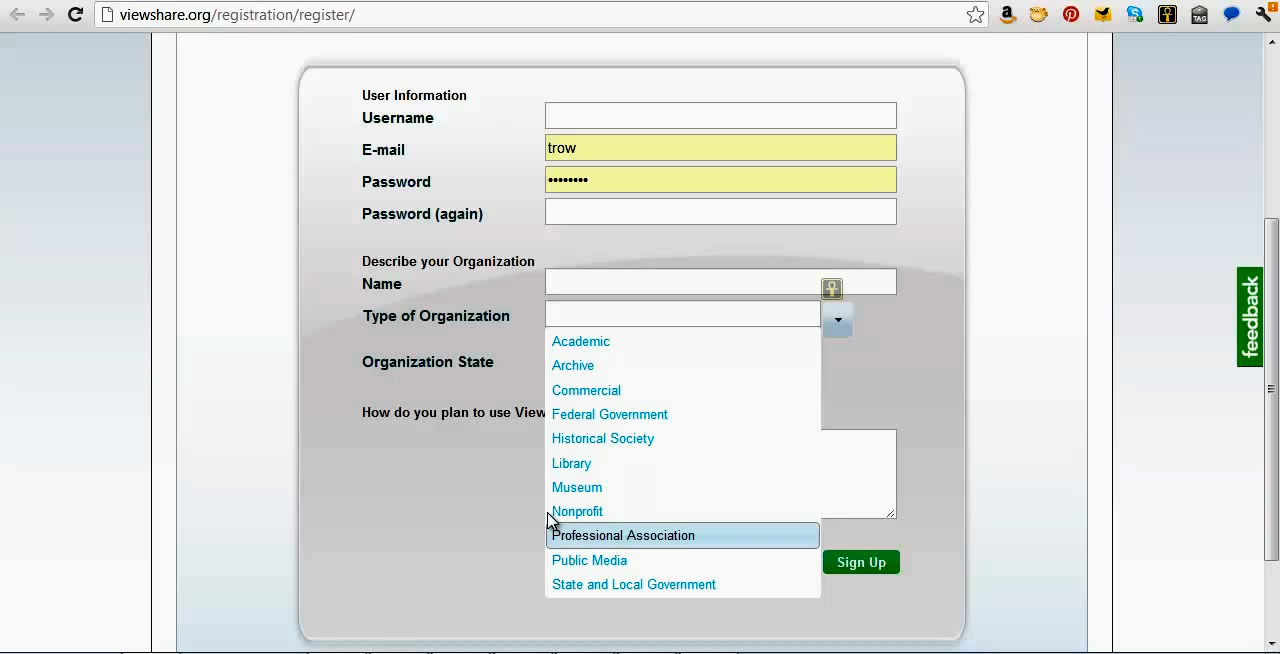 viewshare.org/registration/register/
User Information
Username
E-mail
trow
Password
••••••••
Password (again)
Describe your Organization
Name
Type of Organization
Academic
Archive
Organization State
Commercial
How do you plan to use View
Federal Government
Historical Society
Library
Museum
Nonprofit
Professional Association
Public Media
State and Local Government
Sign Up
feedback
TAG